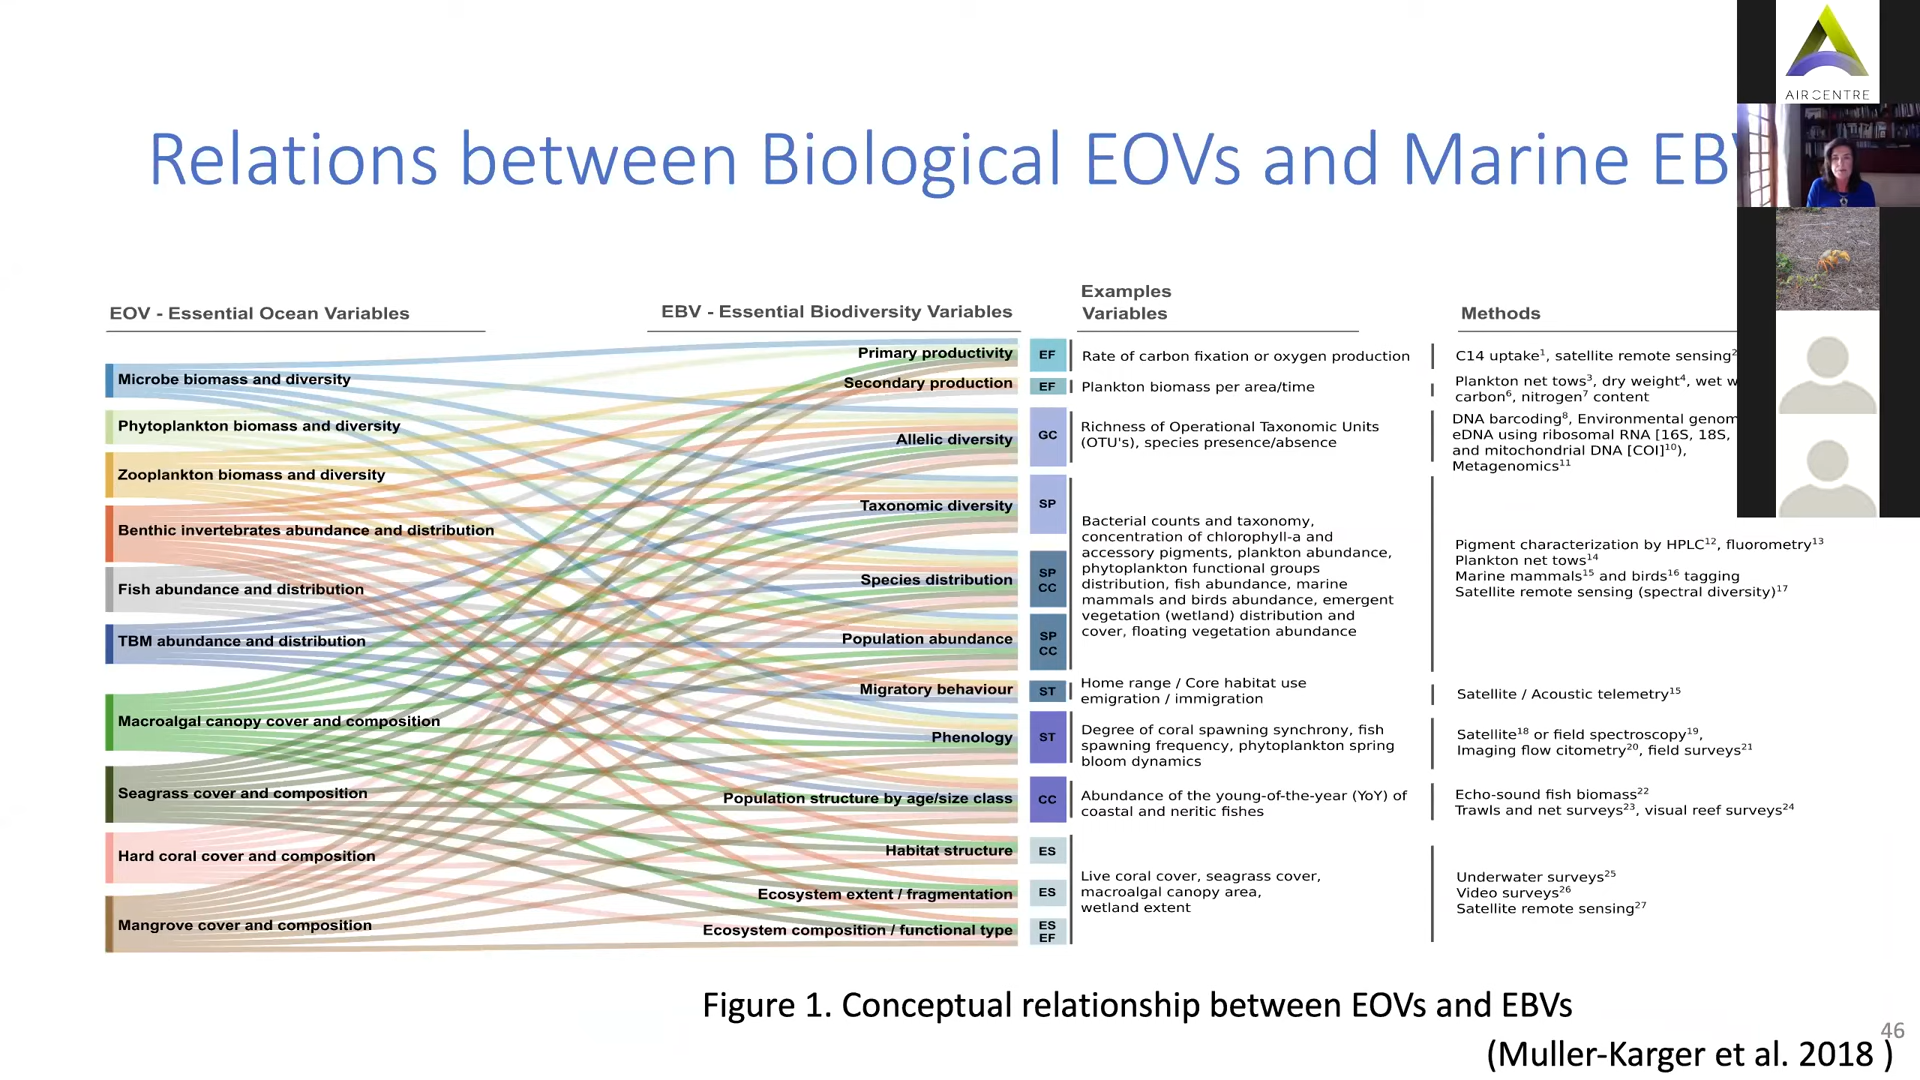 AIRCENTRE
Relations between Biological EOVs and Marine
EOV - Essential Ocean Variables
Microbe biomass and diversity
Phytoplankton biomass and diversity
Zooplankton biomass and diversity
Benthic invertebrates abundance and distribution
Fish abundance and distribution
TBM abundance and distribution
Macroalgal canopy cover and composition
Seagrass cover and composition
Hard coral cover and composition
Mangrove cover and composition
EBV - Essential Biodiversity Variables
Primary productivity
Secondary production
Allelic diversity
Taxonomic diversity
Species distribution
Population abundance
Migratory behaviour
Phenology
Population structure by age/size class
Habitat structure
Ecosystem extent / fragmentation
Ecosystem composition / functional type
EF
EF
GC
SP
SP
CC
SP
CC
ST
ST
CC
ES
ES
ES
EF
Examples
Variables
Rate of carbon fixation or oxygen production
Plankton biomass per area/time
Richness of Operational Taxonomic Units
(OTU's), species presence/absence
Bacterial counts and taxonomy,
concentration of chlorophyll-a and
accessory pigments, plankton abundance,
phytoplankton functional groups
distribution, fish abundance, marine
mammals and birds abundance, emergent
vegetation (wetland) distribution and
cover, floating vegetation abundance
Home range / Core habitat use
emigration / immigration
Degree of coral spawning synchrony, fish
spawning frequency, phytoplankton spring
bloom dynamics
Abundance of the young-of-the-year (YoY) of
coastal and neritic fishes
Live coral cover, seagrass cover,
macroalgal canopy area,
wetland extent
Methods
C14 uptake¹, satellite remote sensing²
Plankton net tows³, dry weight⁴, wet
carbon⁶, nitrogen⁷ content
DNA barcoding⁸, Environmental
eDNA using ribosomal RNA [16S, 18S,
and mitochondrial DNA [COI]¹⁰),
Metagenomics¹¹
Pigment characterization by HPLC¹², fluorometry¹³
Plankton net tows¹⁴
Marine mammals¹⁵ and birds¹⁶ tagging
Satellite remote sensing (spectral diversity)¹⁷
Satellite / Acoustic telemetry¹⁵
Satellite¹⁸ or field spectroscopy¹⁹,
Imaging flow citometry²⁰, field surveys²¹
Echo-sound fish biomass²²
Trawls and net surveys²³, visual reef surveys²⁴
Underwater surveys²⁵
Video surveys²⁶
Satellite remote sensing²⁷
Figure 1. Conceptual relationship between EOVs and EBVs
(Muller-Karger et al. 2018 )
46